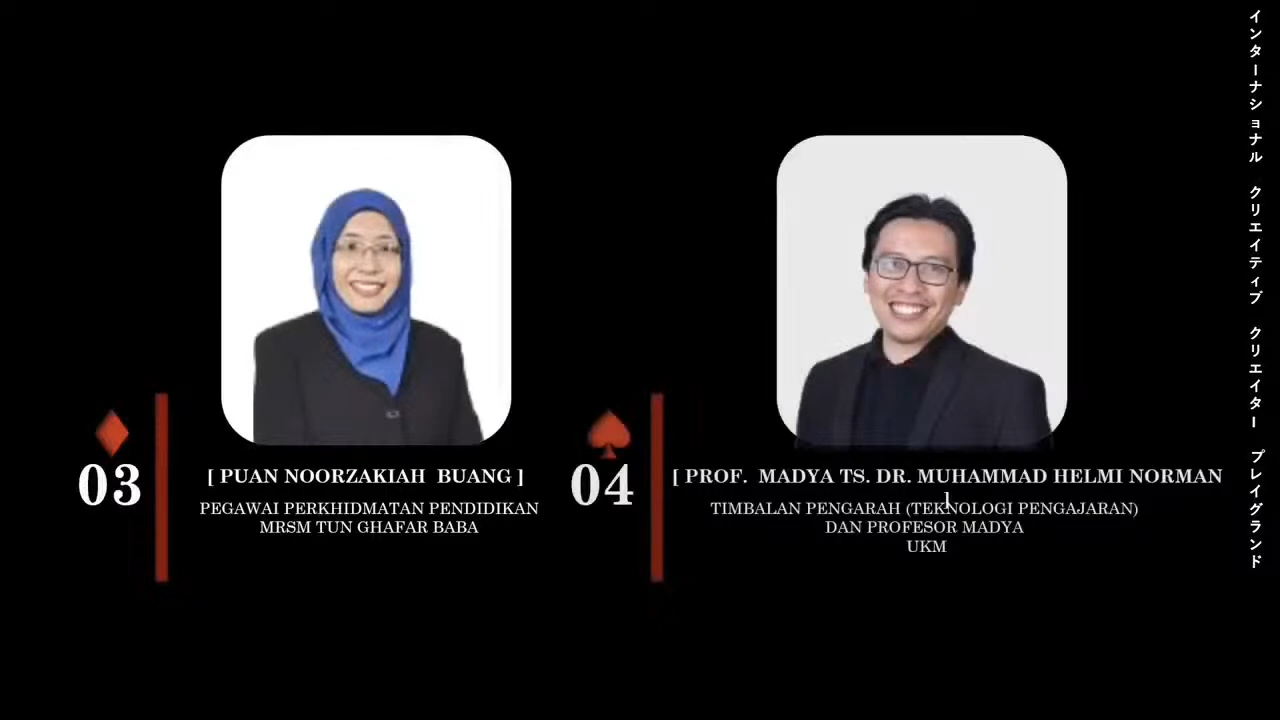 03
[ PUAN NOORZAKIAH  BUANG ]
PEGAWAI PERKHIDMATAN PENDIDIKAN
MRSM TUN GHAFAR BABA
04
[ PROF.  MADYA TS. DR. MUHAMMAD HELMI NORMAN
]
TIMBALAN PENGARAH (TEKNOLOGI PENGAJARAN)
DAN PROFESOR MADYA
UKM
インターナショナル クリエイティブ クリエイター プレイグランド